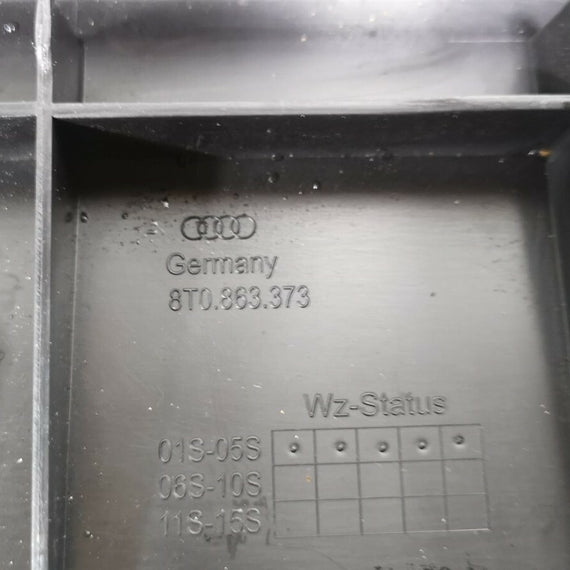 Germany
8T0.863.373
Wz-Status
01S-05S
06S-10S
11S-15S